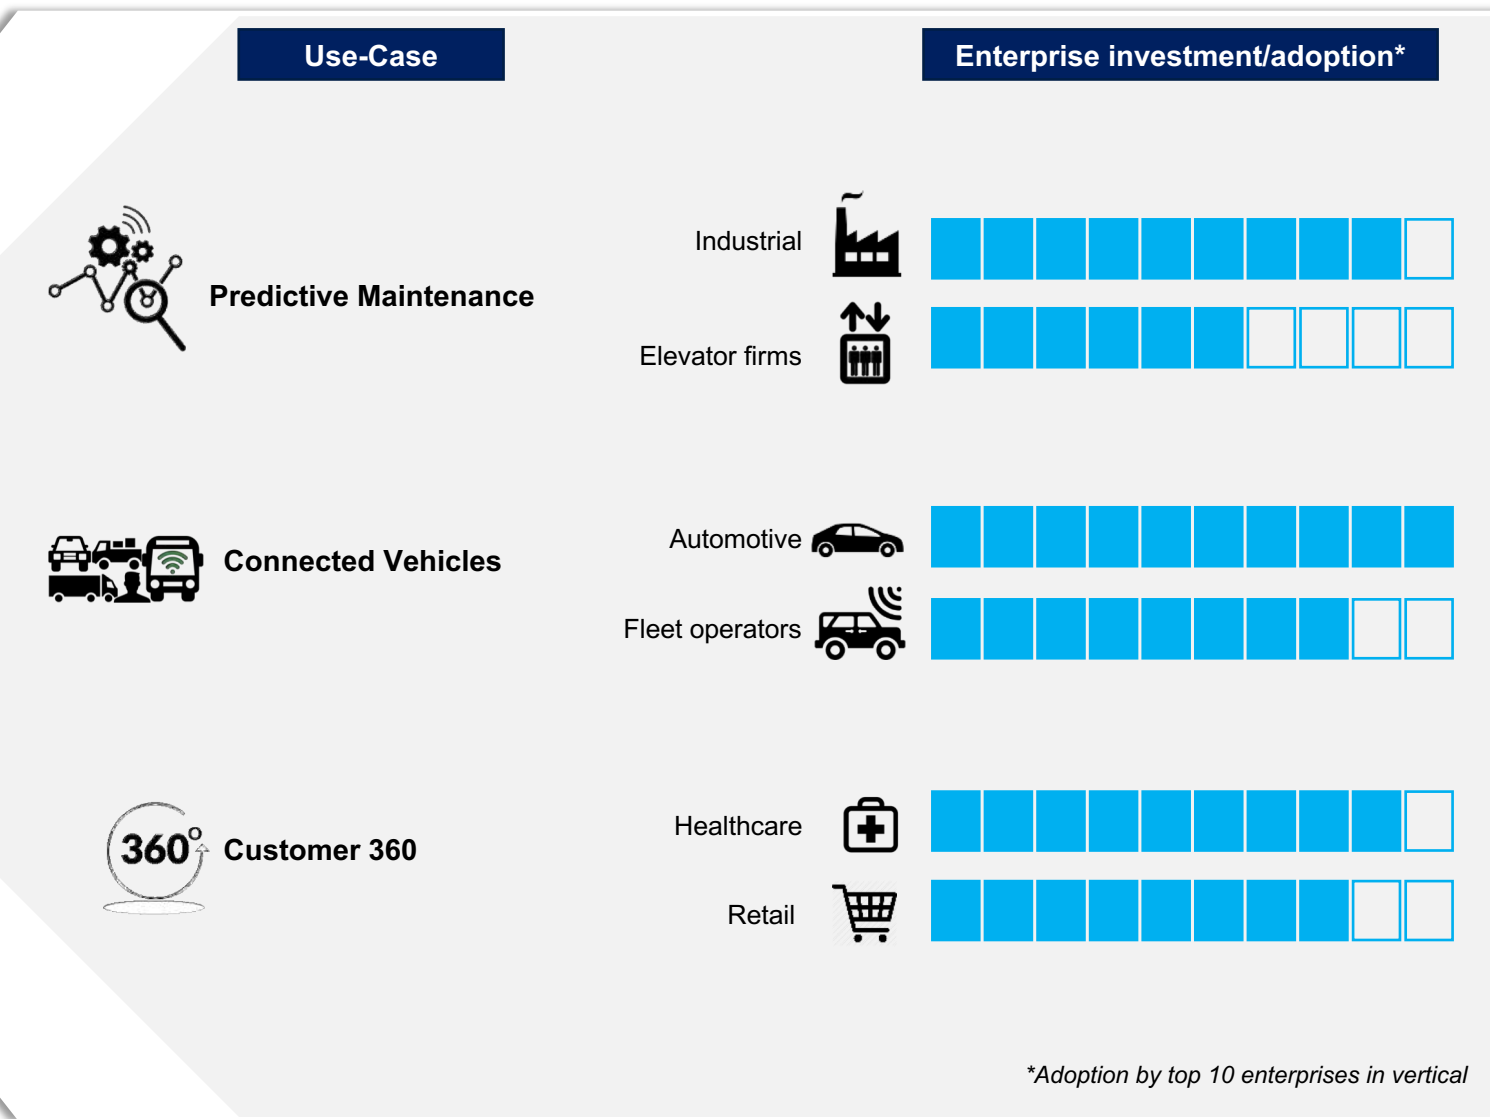 Use-Case
Enterprise investment/adoption*
Predictive Maintenance
Industrial
Elevator firms
Connected Vehicles
Automotive
Fleet operators
360°
Customer 360
Healthcare
Retail
*Adoption by top 10 enterprises in vertical